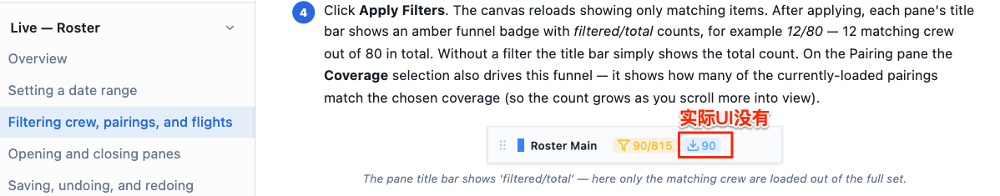 Live — Roster
Overview
Setting a date range
Filtering crew, pairings, and flights
Opening and closing panes
Saving, undoing, and redoing
4
Click Apply Filters. The canvas reloads showing only matching items. After applying, each pane's title
bar shows an amber funnel badge with filtered/total counts, for example 12/80 — 12 matching crew
out of 80 in total. Without a filter the title bar simply shows the total count. On the Pairing pane the
Coverage selection also drives this funnel — it shows how many of the currently-loaded pairings
match the chosen coverage (so the count grows as you scroll more into view).
实际UI没有
Roster Main 90/815 90
The pane title bar shows 'filtered/total' — here only the matching crew are loaded out of the full set.